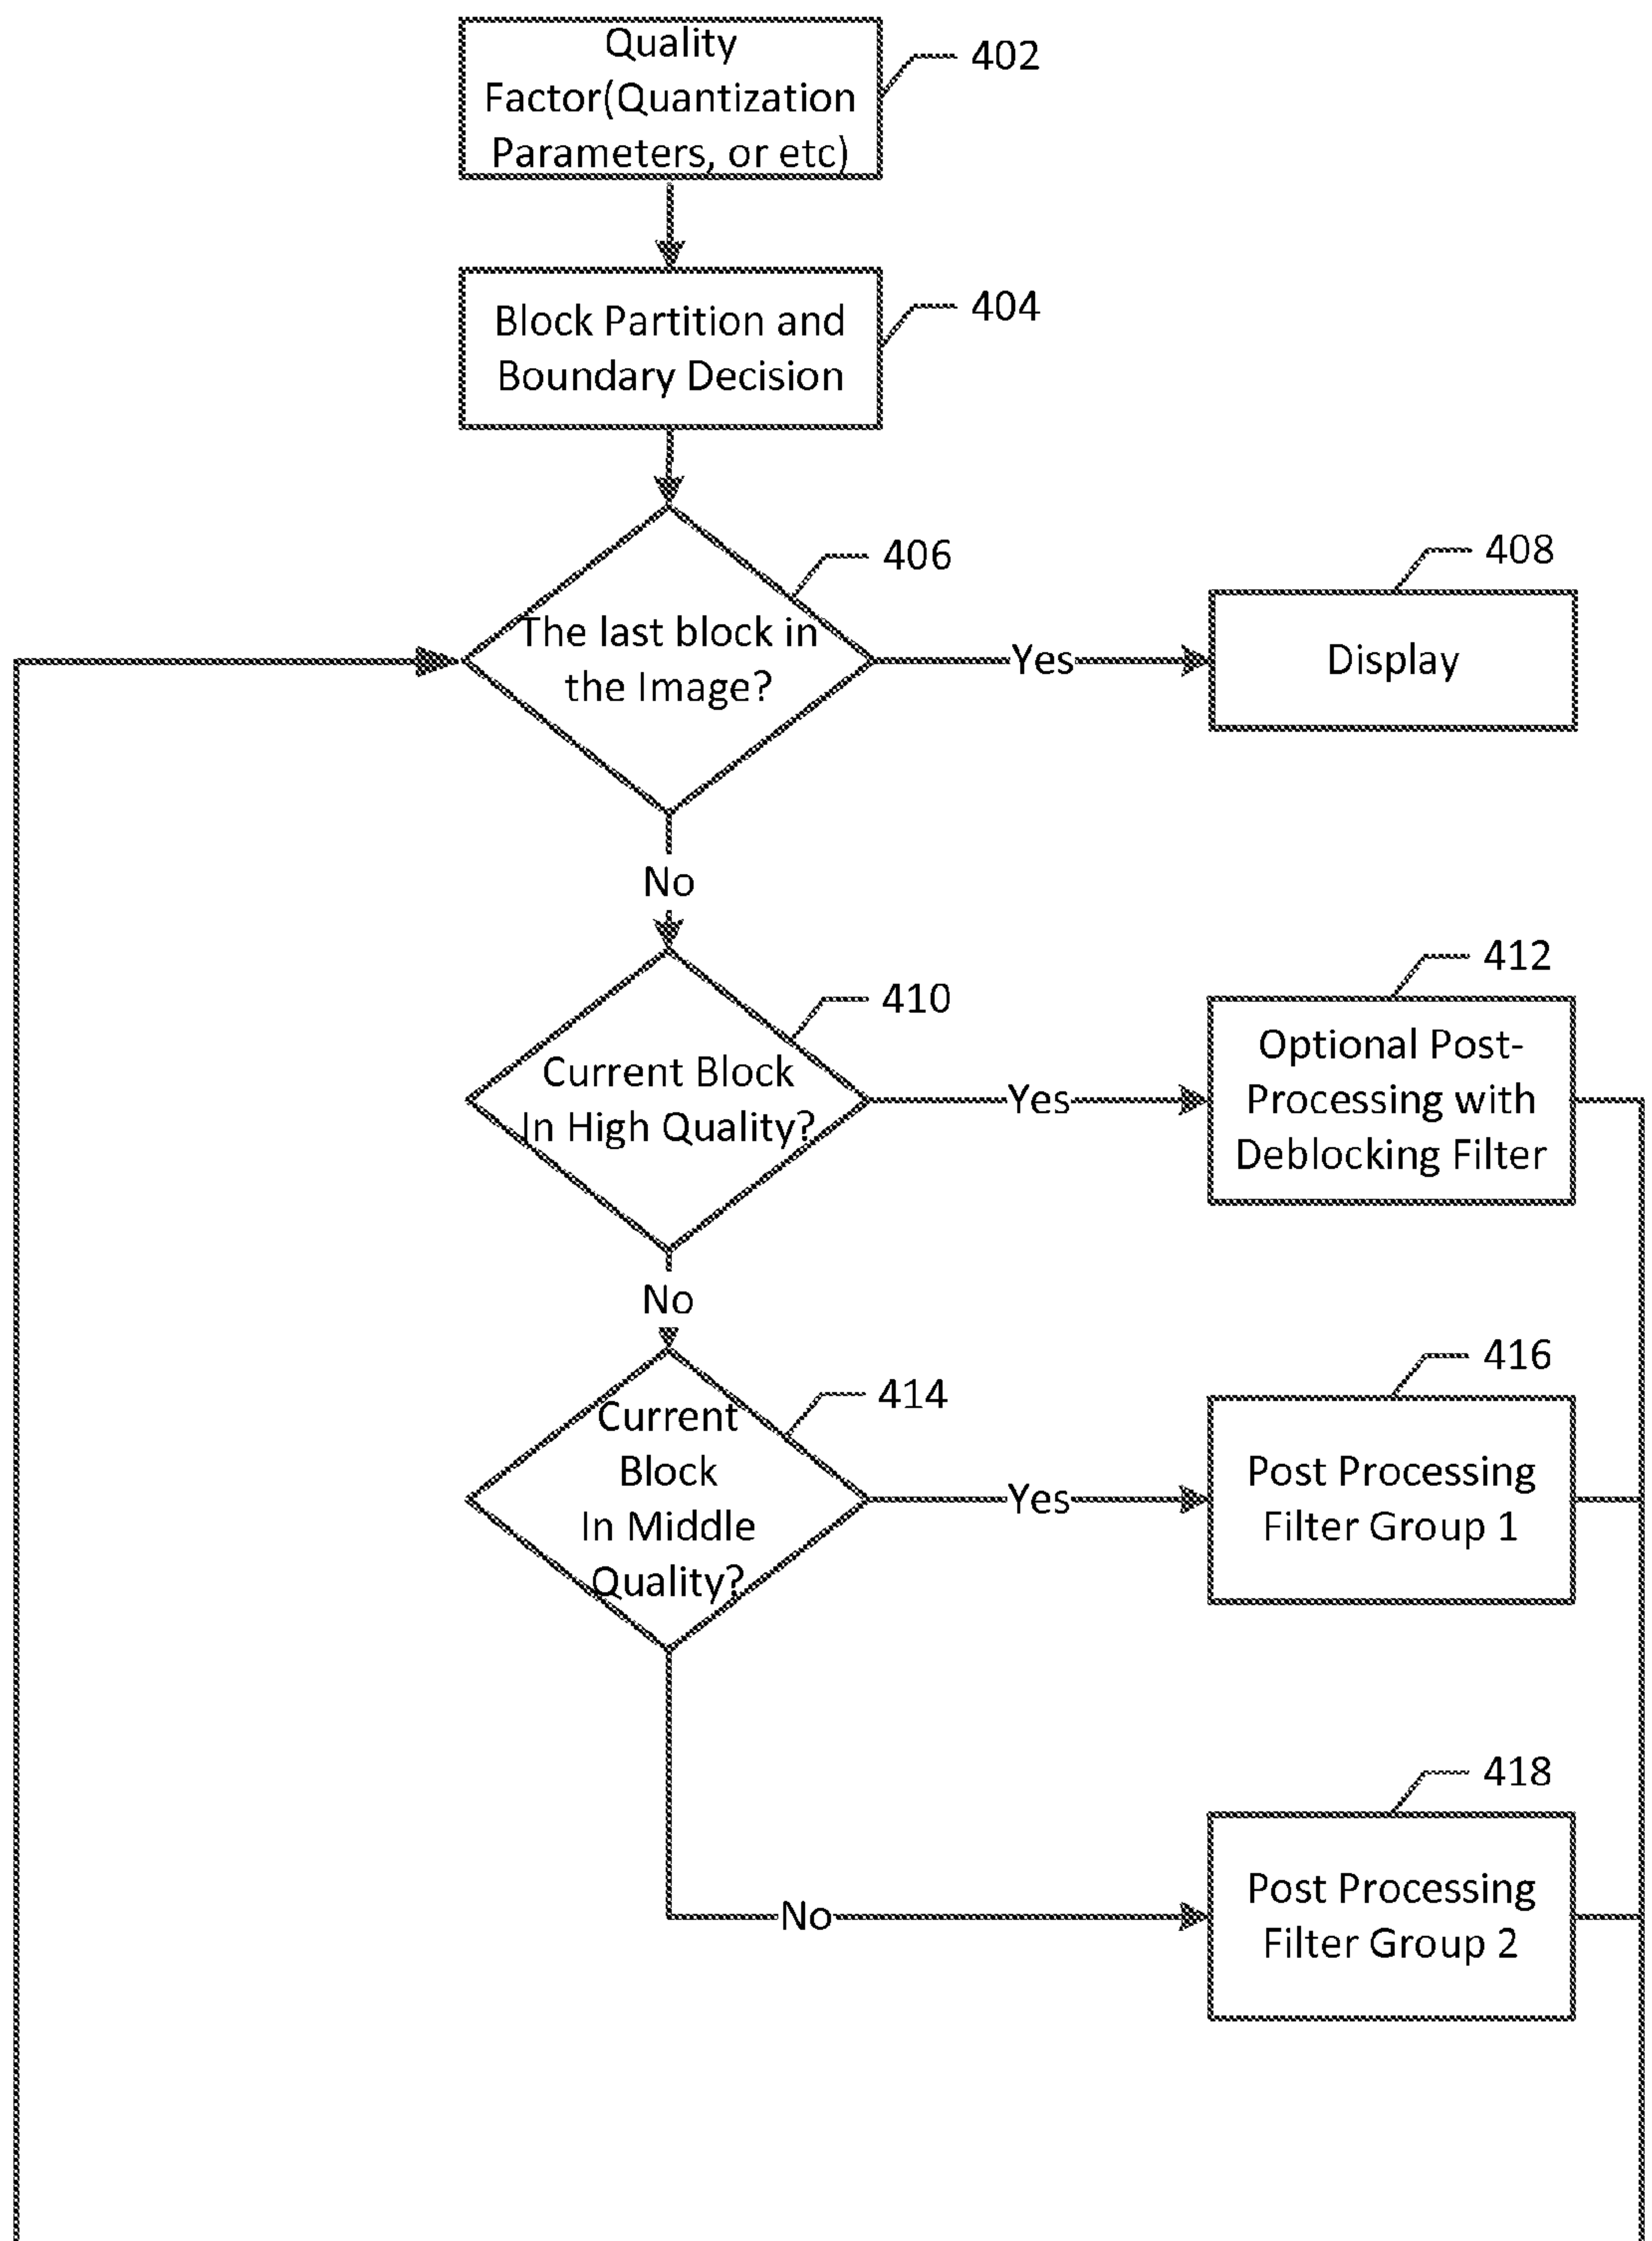 Quality
Factor(Quantization
Parameters, or etc)
402
Block Partition and
Boundary Decision
404
406
The last block in
the Image?
Yes
408
Display
No
410
Current Block
In High Quality?
Yes
412
Optional Post-
Processing with
Deblocking Filter
No
414
Current
Block
In Middle
Quality?
Yes
416
Post Processing
Filter Group 1
No
418
Post Processing
Filter Group 2